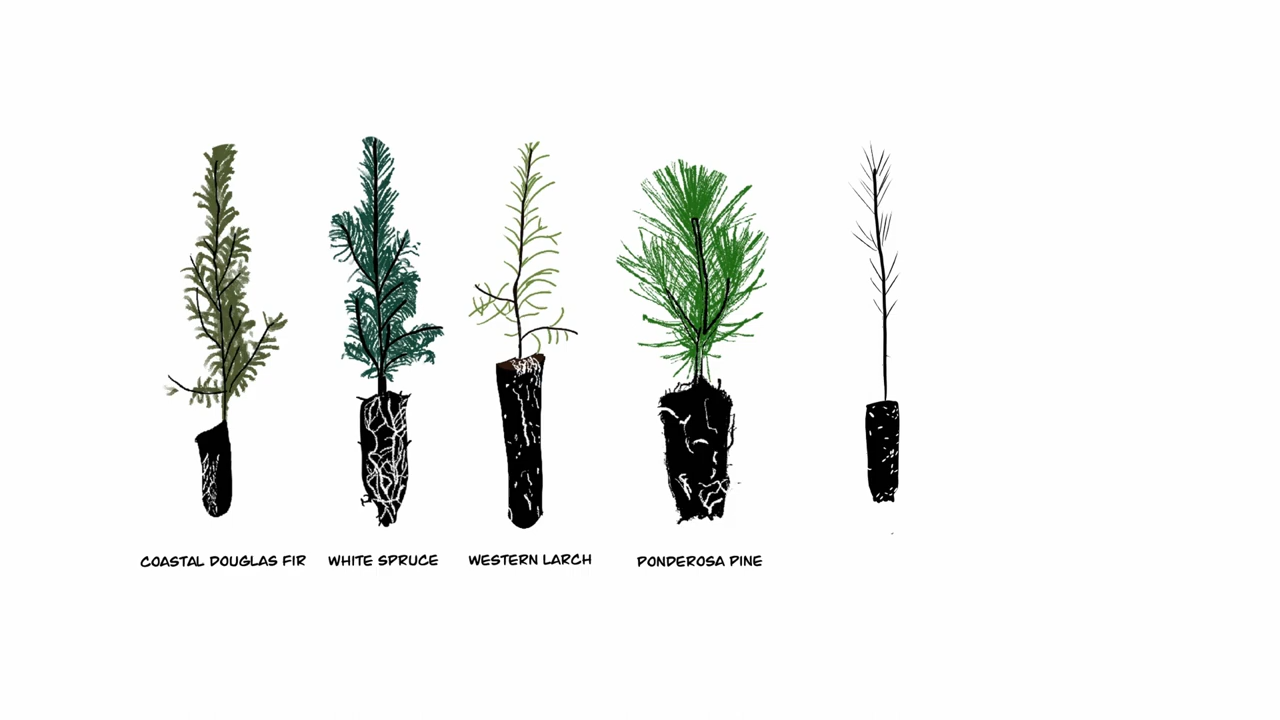 COASTAL DOUGLAS FIR
WHITE SPRUCE
WESTERN LARCH
PONDEROSA PINE